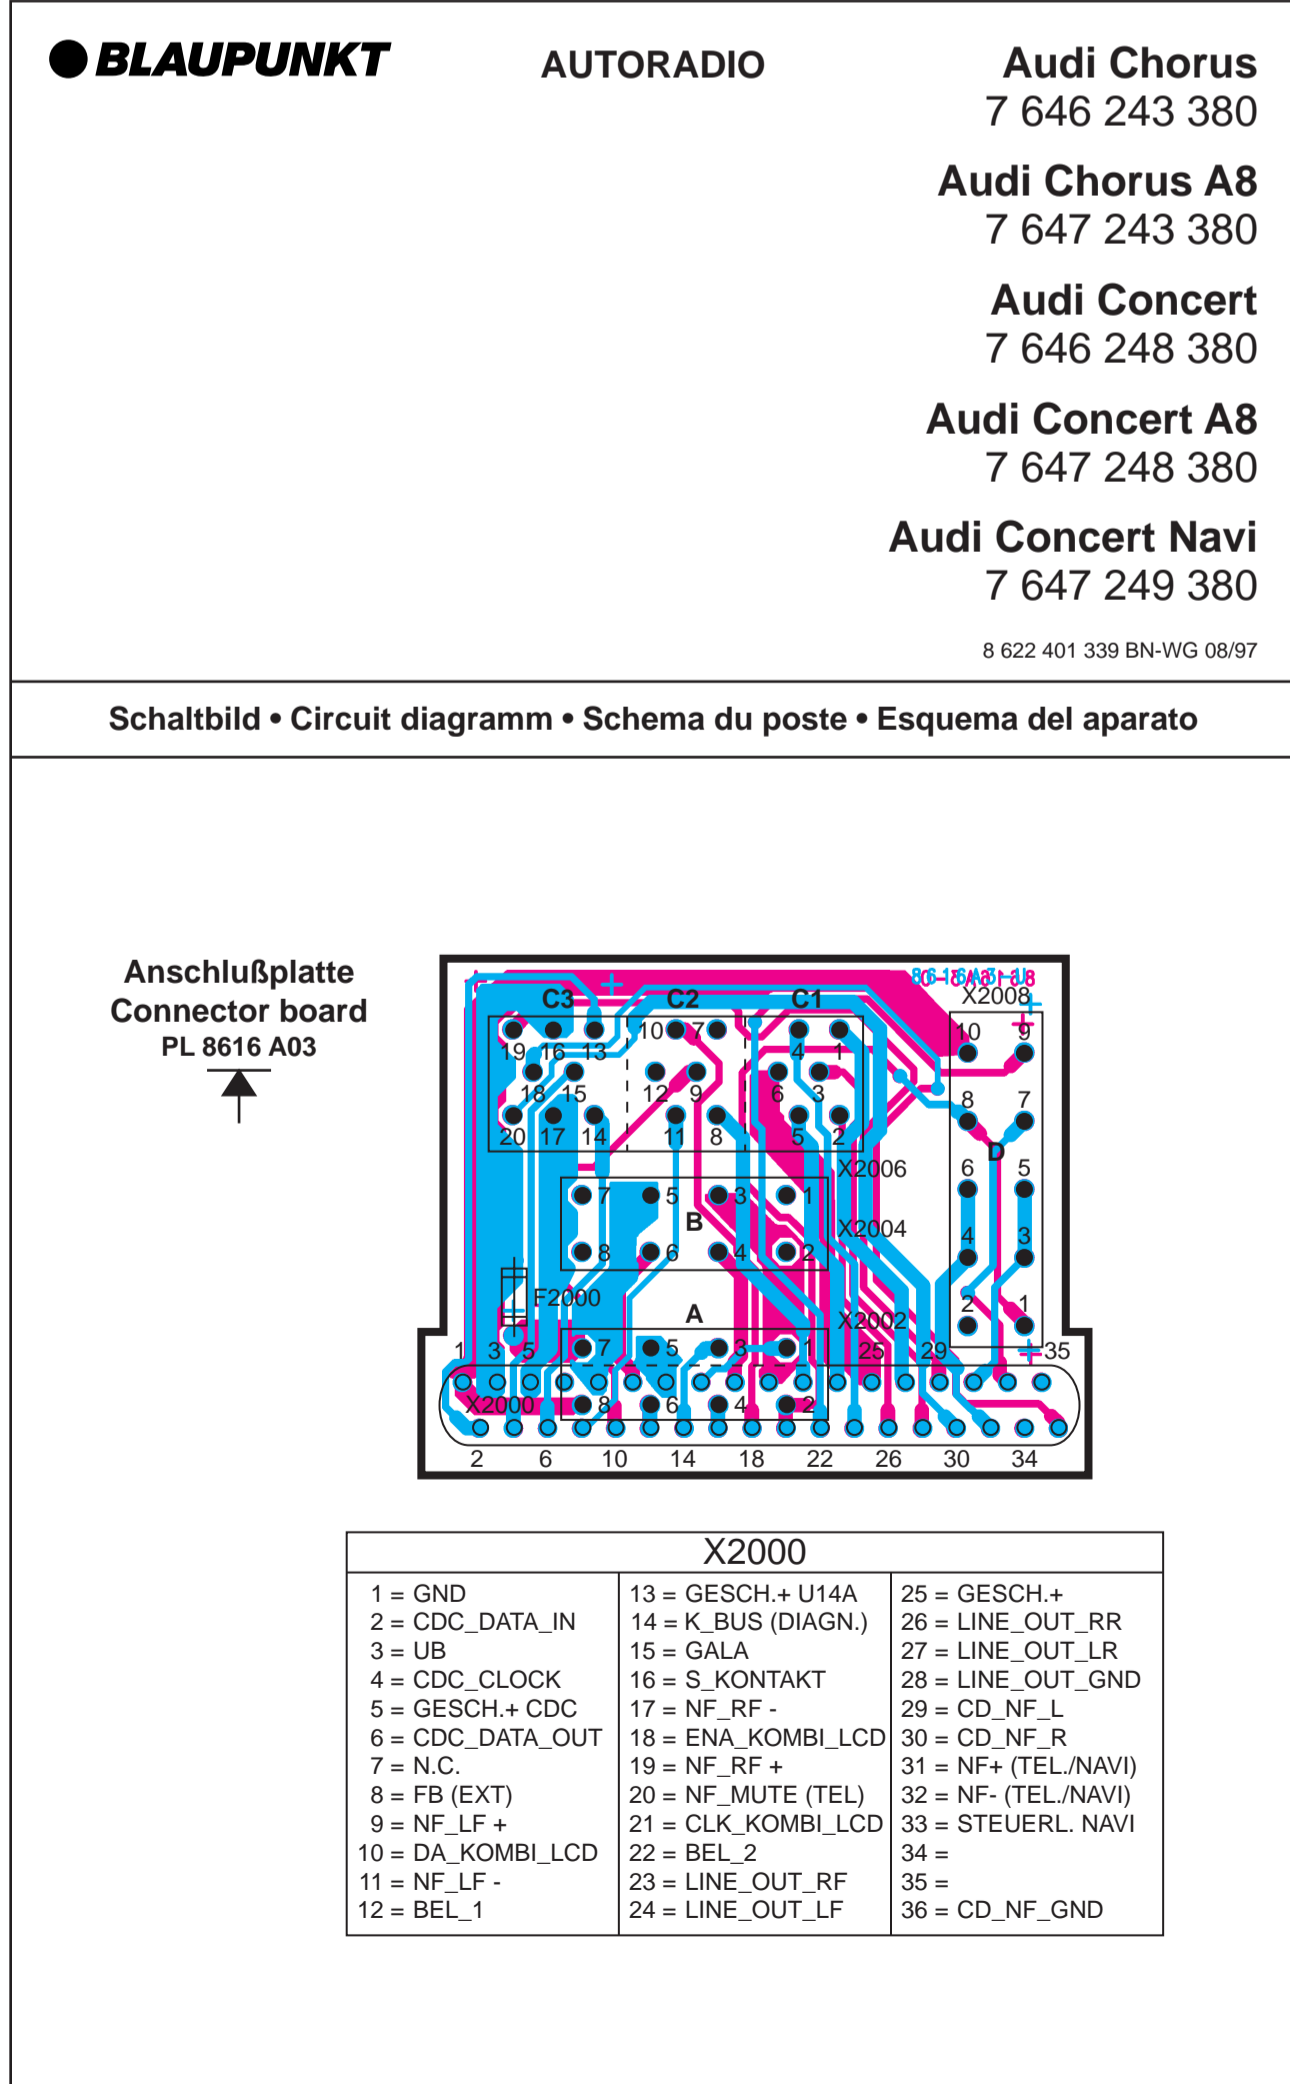 BLAUPUNKT
AUTORADIO
Audi Chorus
7 646 243 380
Audi Chorus A8
7 647 243 380
Audi Concert
7 646 248 380
Audi Concert A8
7 647 248 380
Audi Concert Navi
7 647 249 380
8 622 401 339 BN-WG 08/97
Schaltbild • Circuit diagramm • Schema du poste • Esquema del aparato
Anschlußplatte
Connector board
PL 8616 A03
C3 C2 C1 X2008
10 7 4 1 10 9
19 16 13
18 15 12 9 6 3 8 7
20 17 14 11 8 5 2 D
X2006
7 5 3 1 6 5
B X2004
8 6 4 2 4 3
F2000 A X2002 2 1
1 3 5 7 5 3 1 25 29 35
X2000 8 6 4 2
2 6 10 14 18 22 26 30 34
X2000
1 = GND
2 = CDC_DATA_IN
3 = UB
4 = CDC_CLOCK
5 = GESCH.+ CDC
6 = CDC_DATA_OUT
7 = N.C.
8 = FB (EXT)
9 = NF_LF +
10 = DA_KOMBI_LCD
11 = NF_LF -
12 = BEL_1
13 = GESCH.+ U14A
14 = K_BUS (DIAGN.)
15 = GALA
16 = S_KONTAKT
17 = NF_RF -
18 = ENA_KOMBI_LCD
19 = NF_RF +
20 = NF_MUTE (TEL)
21 = CLK_KOMBI_LCD
22 = BEL_2
23 = LINE_OUT_RF
24 = LINE_OUT_LF
25 = GESCH.+
26 = LINE_OUT_RR
27 = LINE_OUT_LR
28 = LINE_OUT_GND
29 = CD_NF_L
30 = CD_NF_R
31 = NF+ (TEL./NAVI)
32 = NF- (TEL./NAVI)
33 = STEUERL. NAVI
34 =
35 =
36 = CD_NF_GND